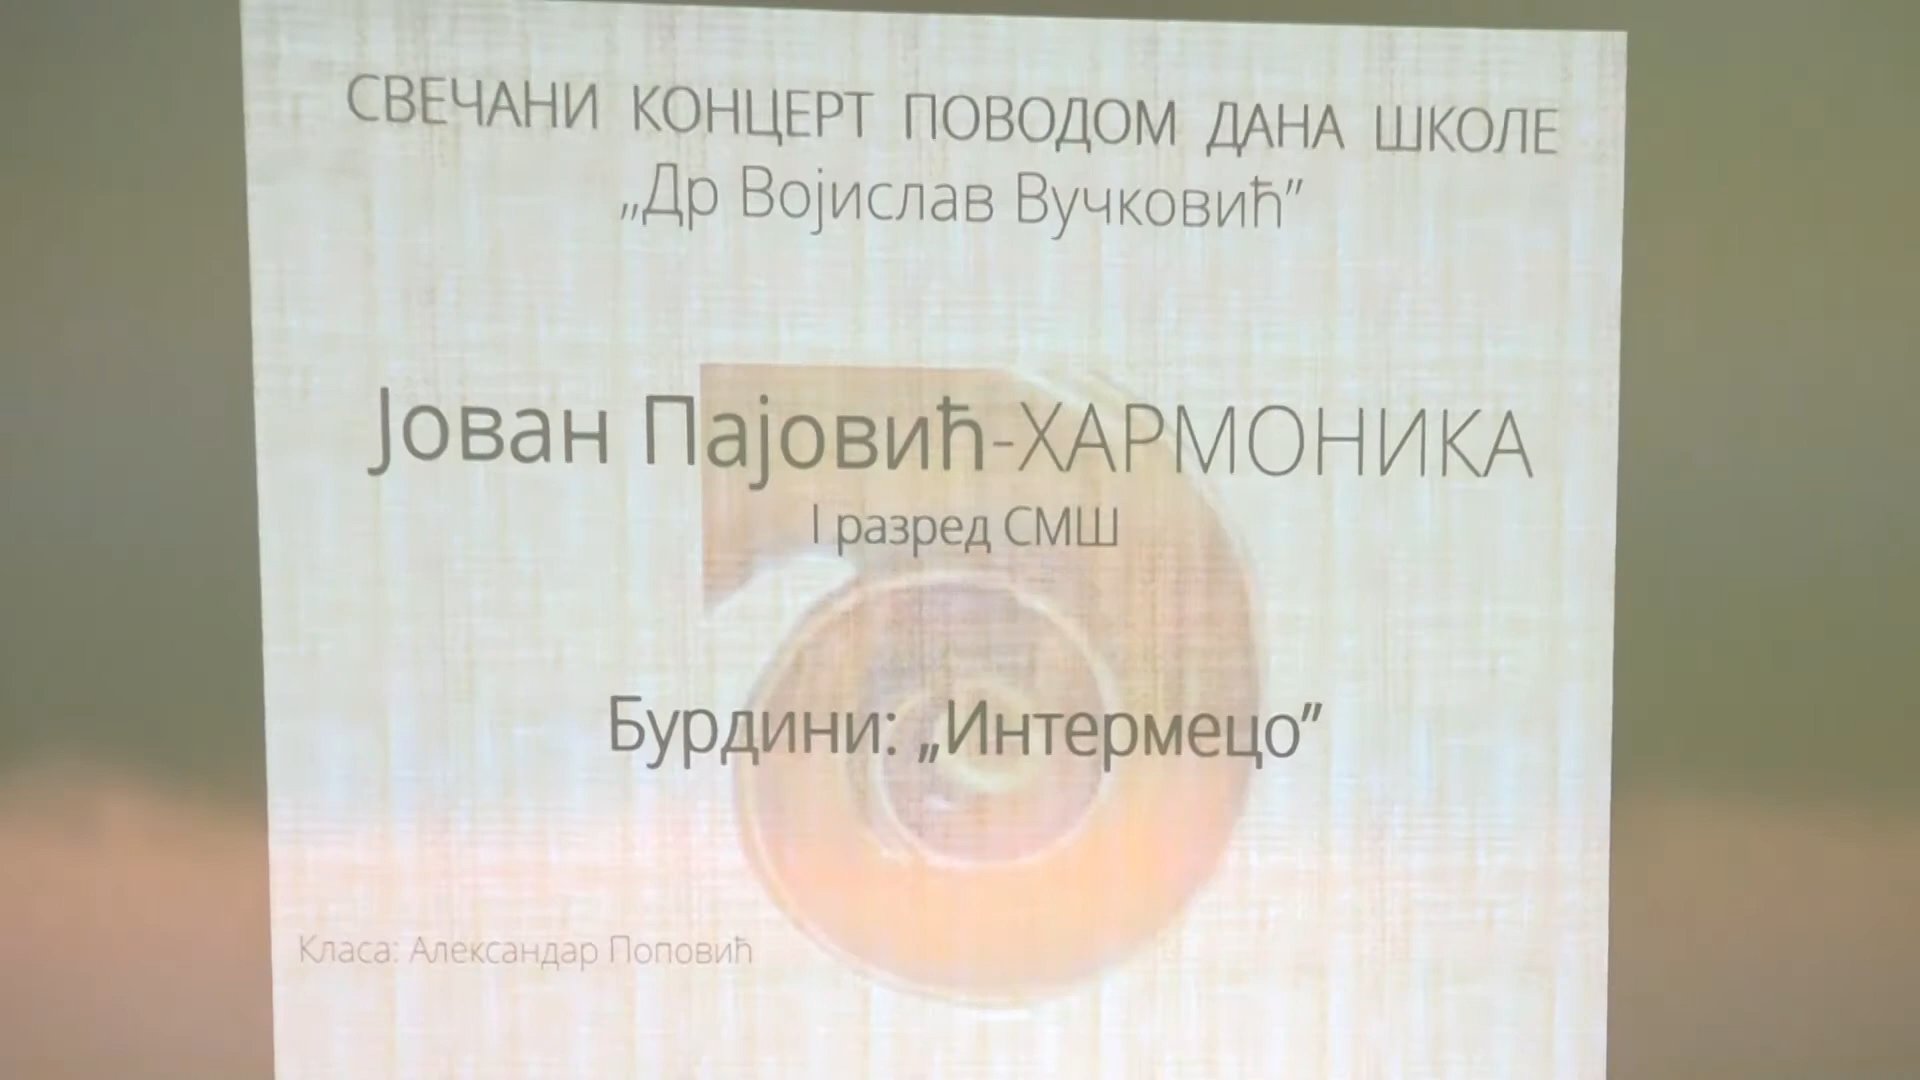 СВЕЧАНИ КОНЦЕРТ ПОВОДОМ ДАНА ШКОЛЕ
„Др Војислав Вучковић”
Јован Пајовић-ХАРМОНИКА
I разред СМШ
Бурдини: „Интермецо”
Класа: Александар Поповић